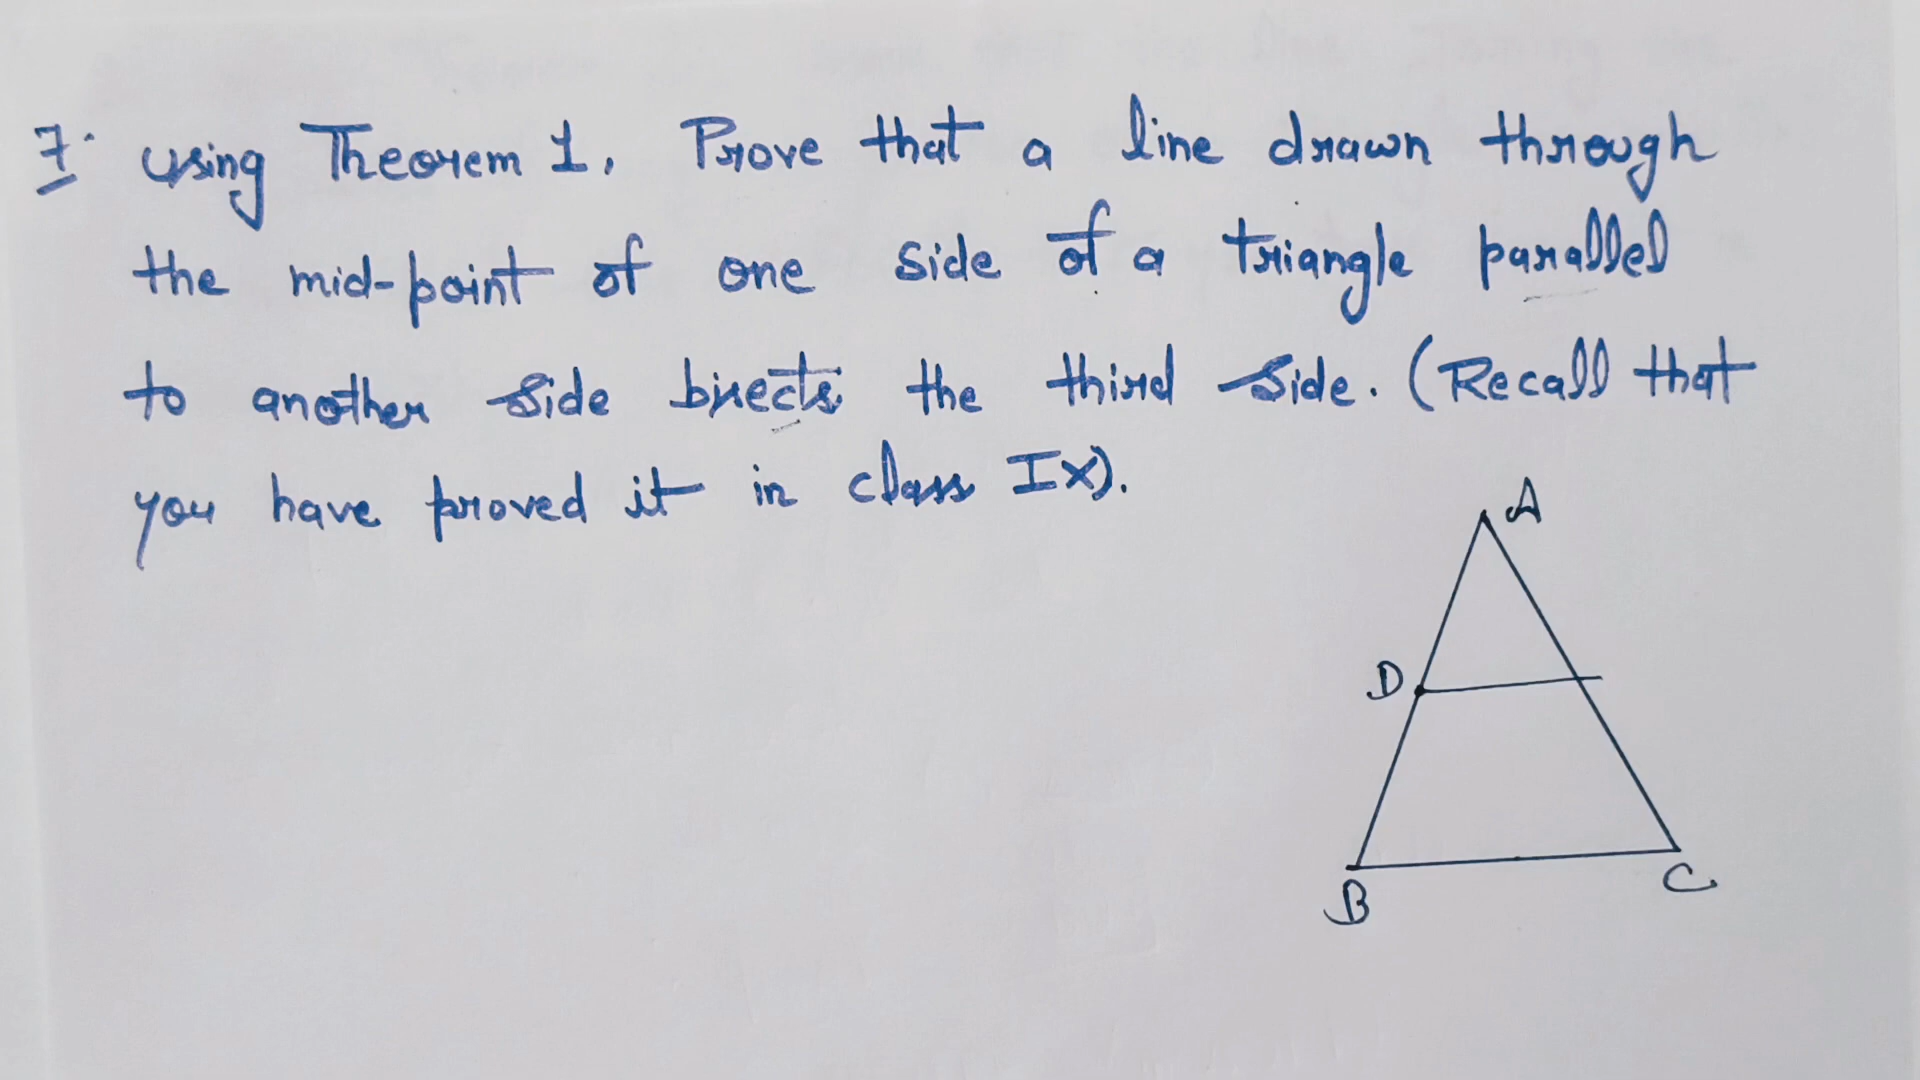 7. Using Theorem 1, Prove that a line drawn through
the mid-point of one side of a triangle parallel
to another side bisects the third side. (Recall that
you have proved it in class IX).
A
D
B
C